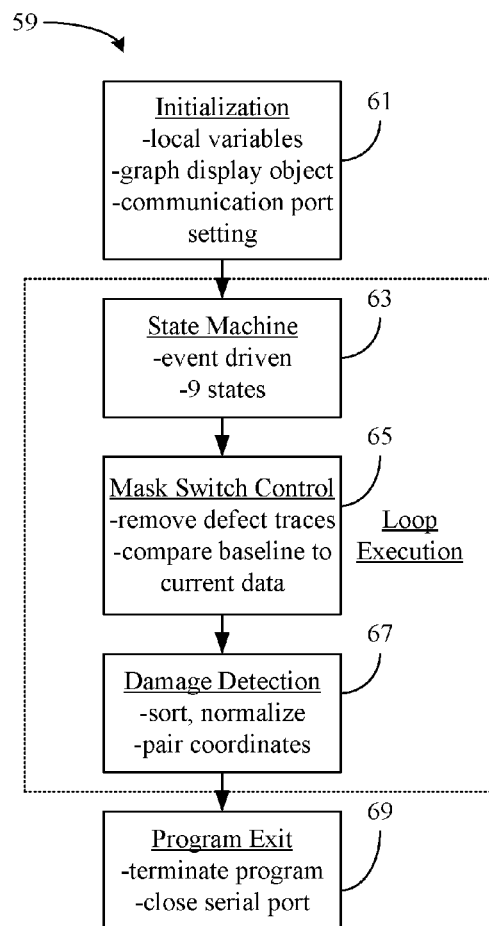 59
Initialization
-local variables
-graph display object
-communication port
setting
61
State Machine
-event driven
-9 states
63
Mask Switch Control
-remove defect traces
-compare baseline to
current data
65
Loop
Execution
Damage Detection
-sort, normalize
-pair coordinates
67
Program Exit
-terminate program
-close serial port
69